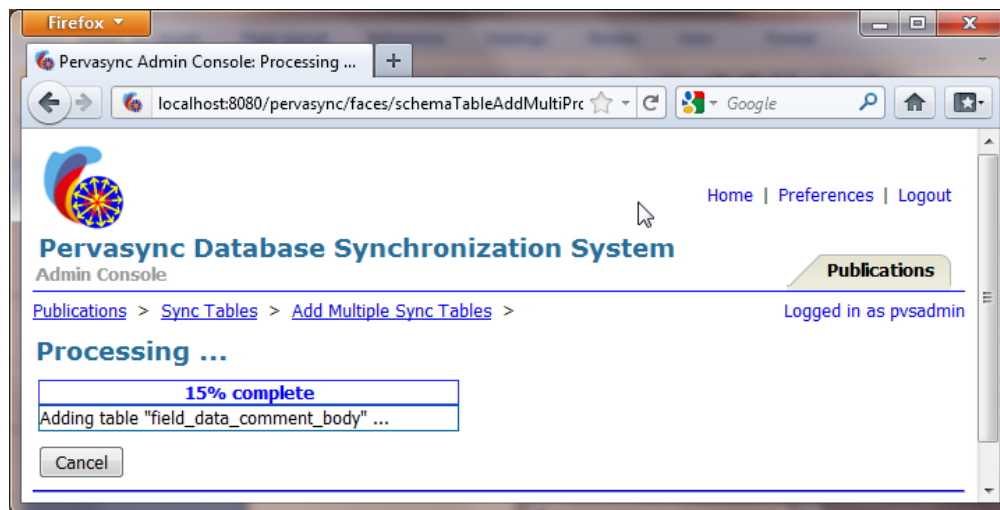 Firefox
Pervasync Admin Console: Processing ...
localhost:8080/pervasync/faces/schemaTableAddMultiPrc
Google
Home | Preferences | Logout
Pervasync Database Synchronization System
Admin Console
Publications
Publications > Sync Tables > Add Multiple Sync Tables >
Logged in as pvsadmin
Processing ...
15% complete
Adding table "field_data_comment_body" ...
Cancel